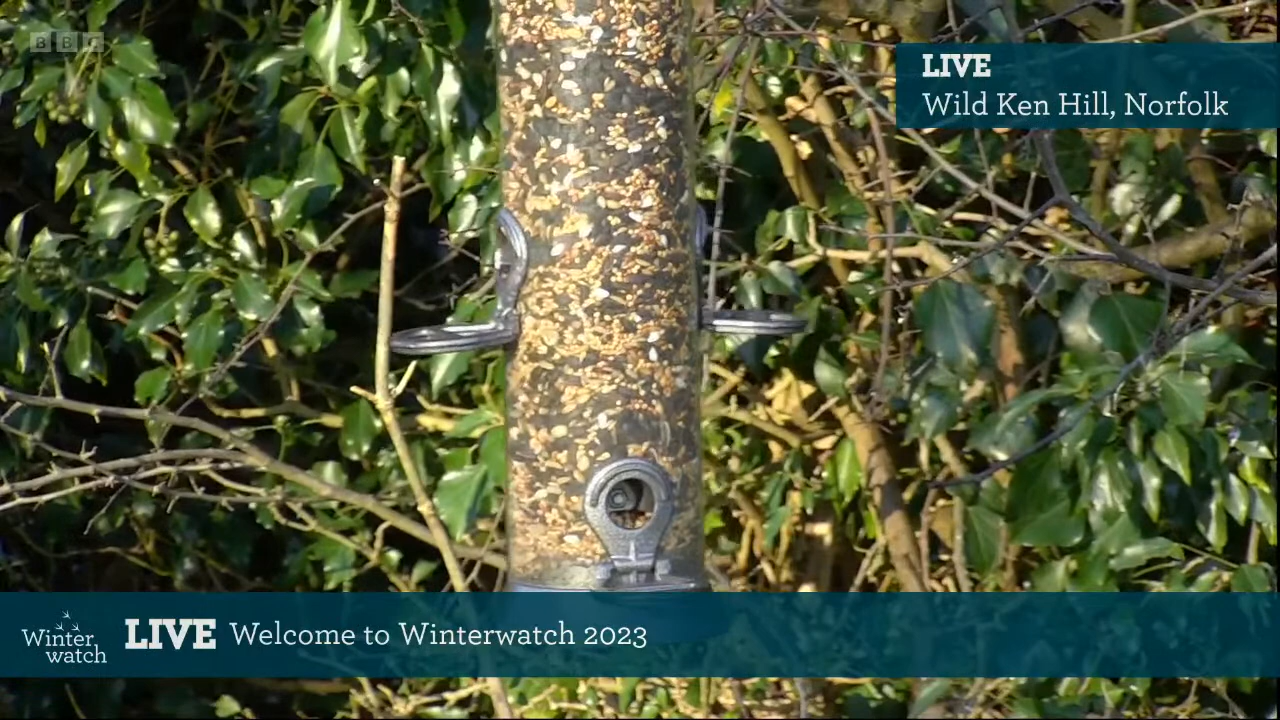 BBC
LIVE
Wild Ken Hill, Norfolk
Winter
watch
LIVE Welcome to Winterwatch 2023